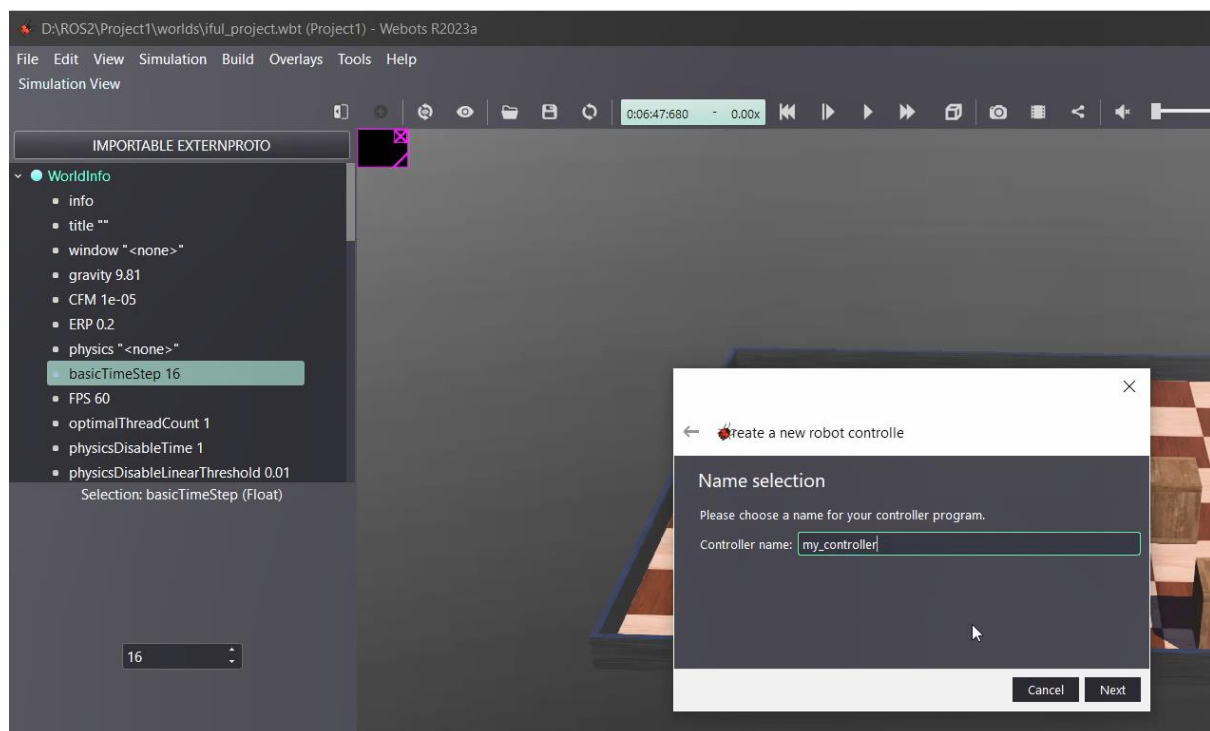 D:\ROS2\Project1\worlds\iful_project.wbt (Project1) - Webots R2023a
File Edit View Simulation Build Overlays Tools Help
Simulation View
0:06:47:680 - 0.00x
IMPORTABLE EXTERNPROTO
WorldInfo
info
title ""
window "<none>"
gravity 9.81
CFM 1e-05
ERP 0.2
physics "<none>"
basicTimeStep 16
FPS 60
optimalThreadCount 1
physicsDisableTime 1
physicsDisableLinearThreshold 0.01
Selection: basicTimeStep (Float)
16
reate a new robot controlle
Name selection
Please choose a name for your controller program.
Controller name: my_controller
Cancel Next